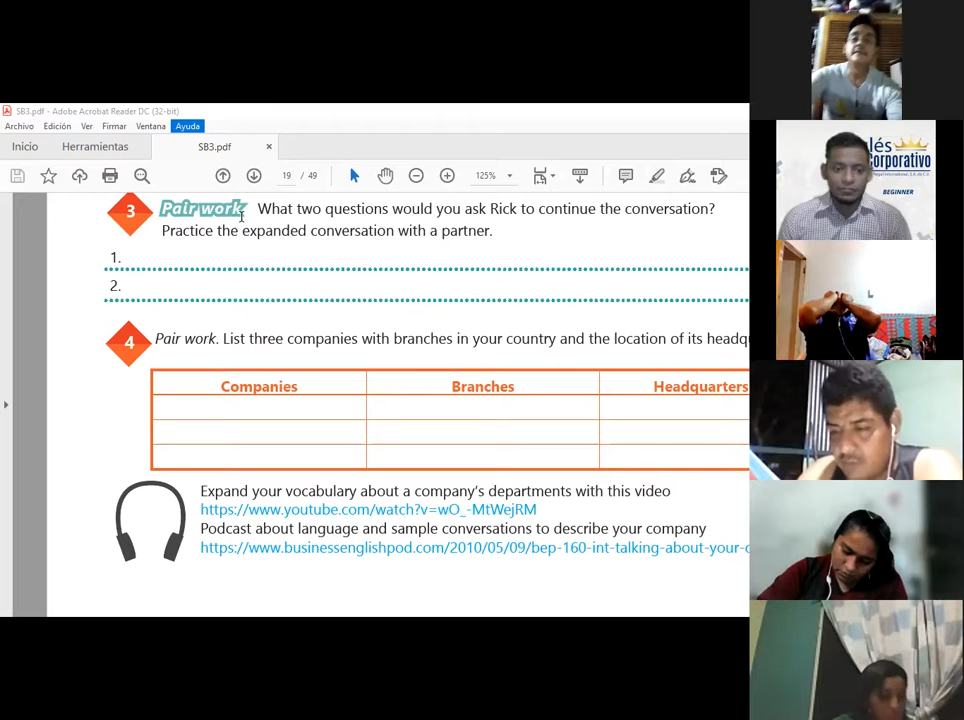 SB3.pdf - Adobe Acrobat Reader DC (32-bit)
Archivo Edición Ver Firmar Ventana Ayuda
Inicio Herramientas SB3.pdf ×
19 / 49 125%
3 Pair work What two questions would you ask Rick to continue the conversation?
Practice the expanded conversation with a partner.
1.
2.
4 Pair work. List three companies with branches in your country and the location of its headqu
Companies Branches Headquarters
Expand your vocabulary about a company's departments with this video
https://www.youtube.com/watch?v=wO_-MtWejRM
Podcast about language and sample conversations to describe your company
https://www.businessenglishpod.com/2010/05/09/bep-160-int-talking-about-your-c
lés
Corporativo
BEGINNER